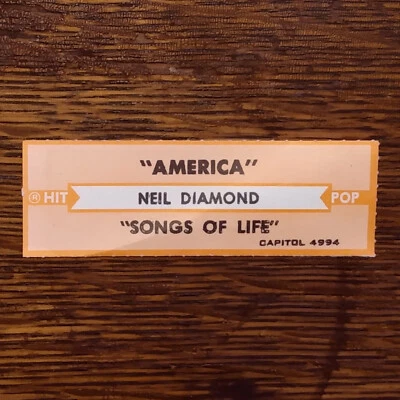 "AMERICA"
® HIT NEIL DIAMOND POP
"SONGS OF LIFE"
CAPITOL 4994